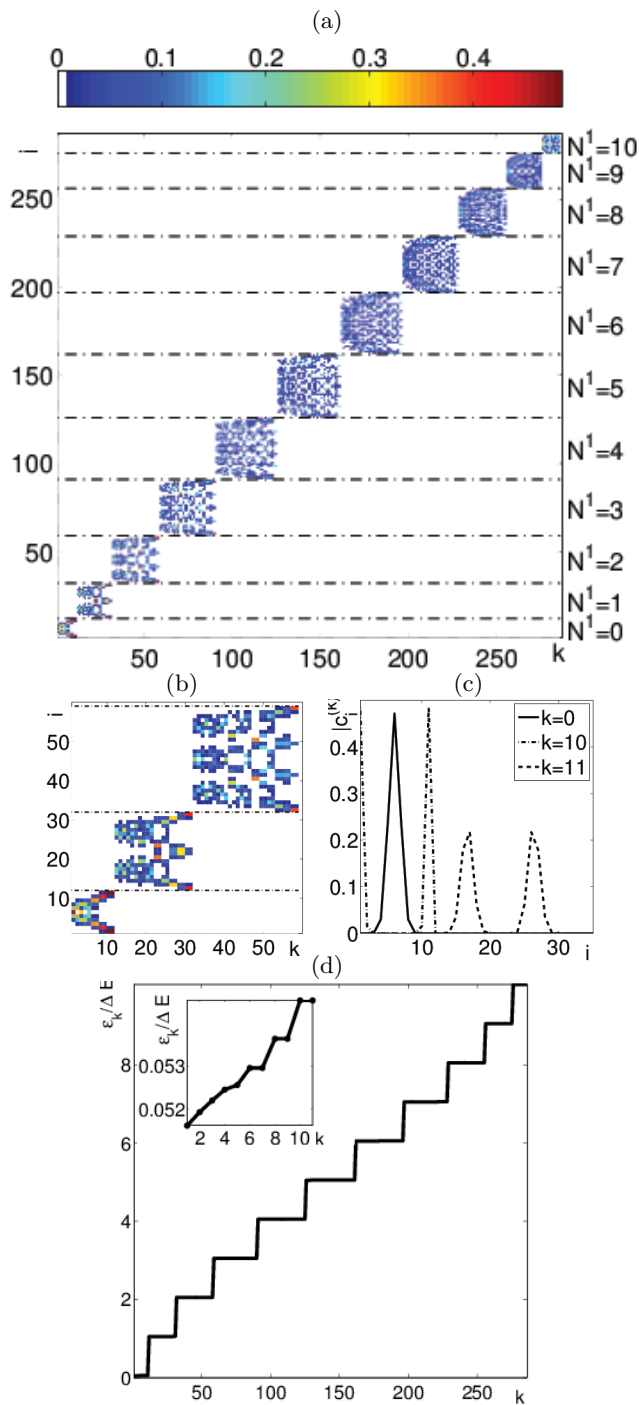 (a)
0 0.1 0.2 0.3 0.4
i
250
200
150
100
50
N¹=10
N¹=9
N¹=8
N¹=7
N¹=6
N¹=5
N¹=4
N¹=3
N¹=2
N¹=1
N¹=0
50 100 150 200 250 k
(b) (c)
i
50
40
30
20
10
10 20 30 40 50 k
|c_i^(k)|
0.4
0.3
0.2
0.1
0
k=0
k=10
k=11
10 20 30 i
(d)
ε_k/ΔE
8
6
4
2
0
ε_k/ΔE
0.053
0.052
2 4 6 8 10 k
50 100 150 200 250 k